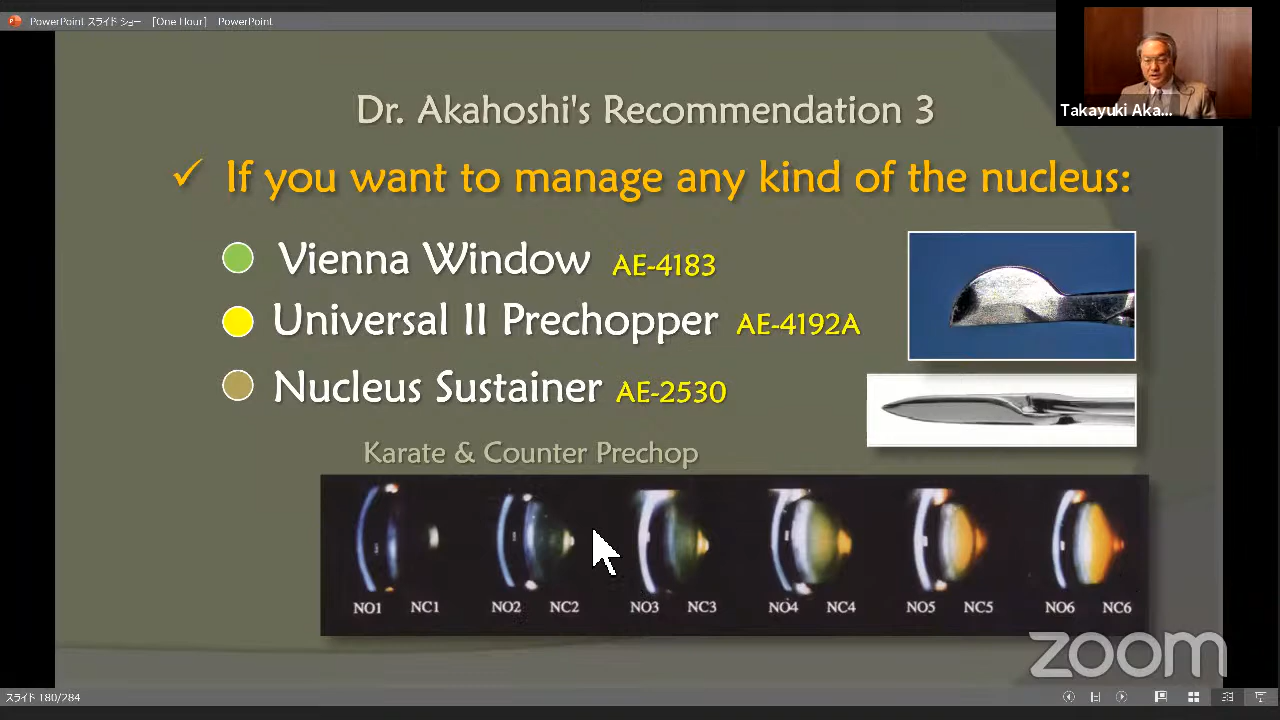 PowerPoint スライド ショー [One Hour] PowerPoint
Takayuki Aka...
Dr. Akahoshi's Recommendation 3
✓ If you want to manage any kind of the nucleus:
Vienna Window AE-4183
Universal II Prechopper AE-4192A
Nucleus Sustainer AE-2530
Karate & Counter Prechop
NO1 NC1 NO2 NC2 NO3 NC3 NO4 NC4 NO5 NC5 NO6 NC6
zoom
スライド 180/284